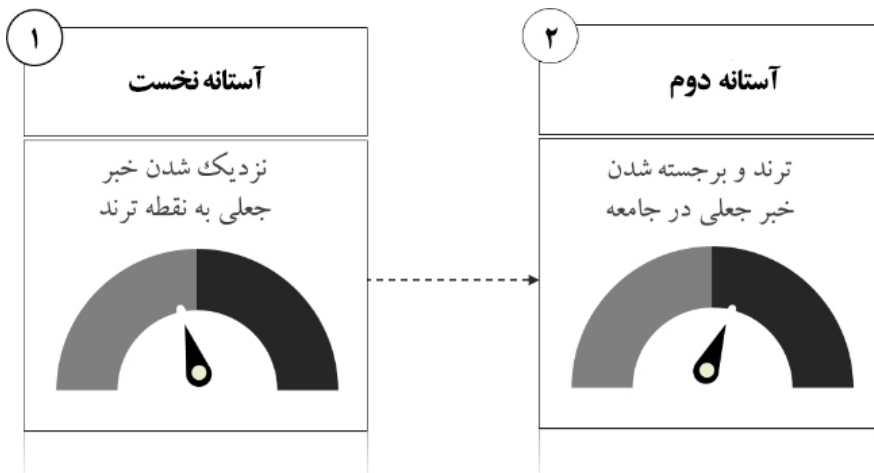 ۱
آستانه نخست
نزدیک شدن خبر
جعلی به نقطه ترند
۲
آستانه دوم
ترند و برجسته شدن
خبر جعلی در جامعه